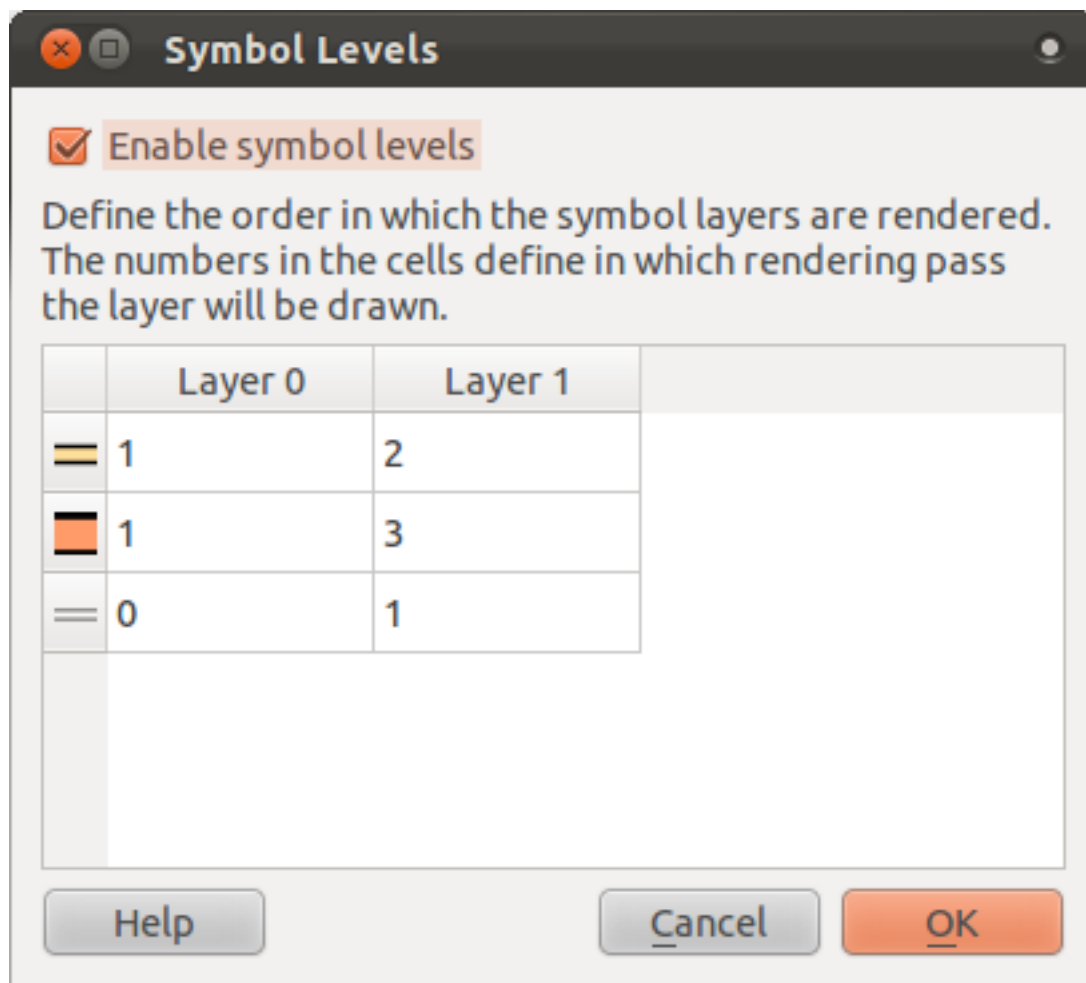 Symbol Levels
Enable symbol levels
Define the order in which the symbol layers are rendered.
The numbers in the cells define in which rendering pass
the layer will be drawn.
Layer 0 Layer 1
1 2
1 3
0 1
Help Cancel OK